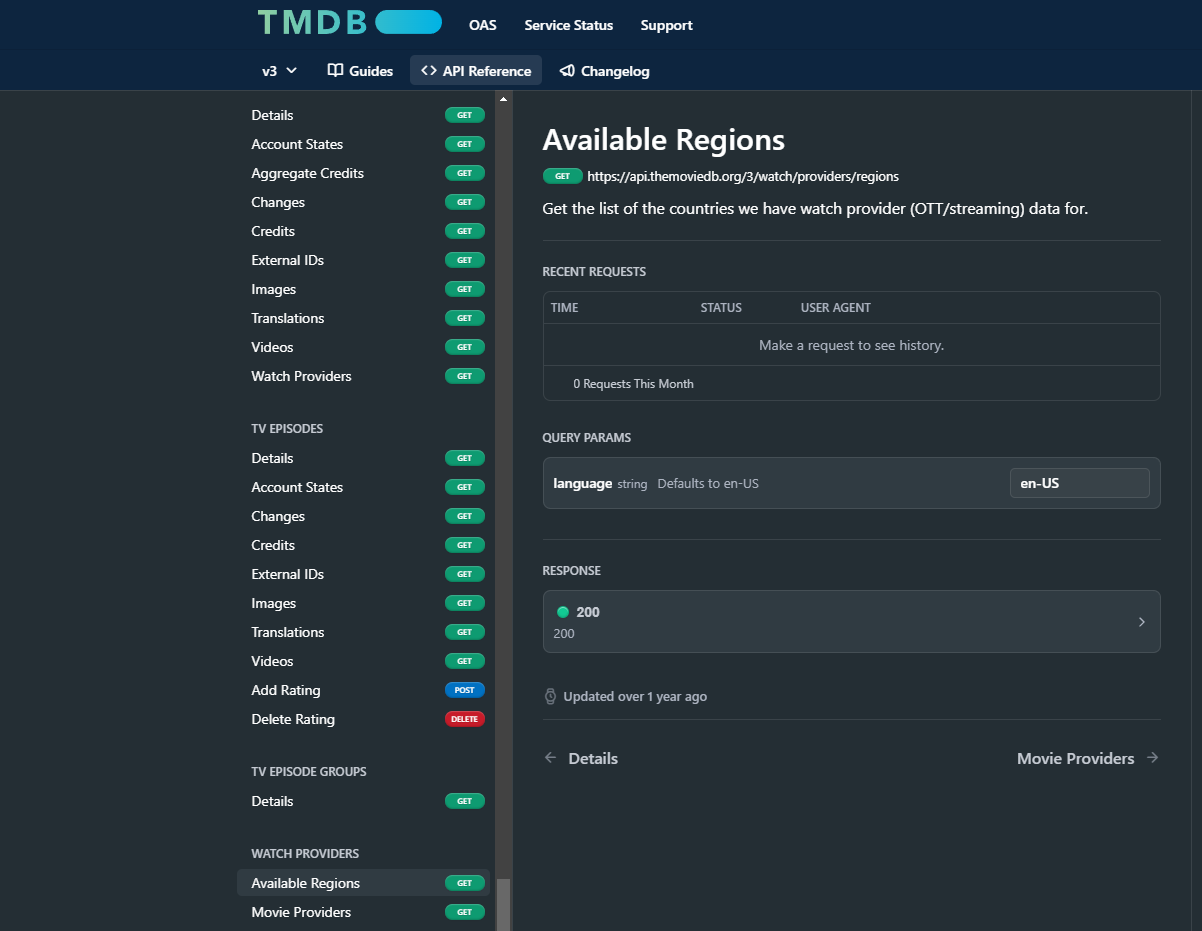 TMDB OAS Service Status Support
v3 Guides API Reference Changelog
Details GET
Account States GET
Aggregate Credits GET
Changes GET
Credits GET
External IDs GET
Images GET
Translations GET
Videos GET
Watch Providers GET
TV EPISODES
Details GET
Account States GET
Changes GET
Credits GET
External IDs GET
Images GET
Translations GET
Videos GET
Add Rating POST
Delete Rating DELETE
TV EPISODE GROUPS
Details GET
WATCH PROVIDERS
Available Regions GET
Movie Providers GET
Available Regions
GET https://api.themoviedb.org/3/watch/providers/regions
Get the list of the countries we have watch provider (OTT/streaming) data for.
RECENT REQUESTS
TIME STATUS USER AGENT
Make a request to see history.
0 Requests This Month
QUERY PARAMS
language string Defaults to en-US en-US
RESPONSE
200
200
Updated over 1 year ago
Details Movie Providers